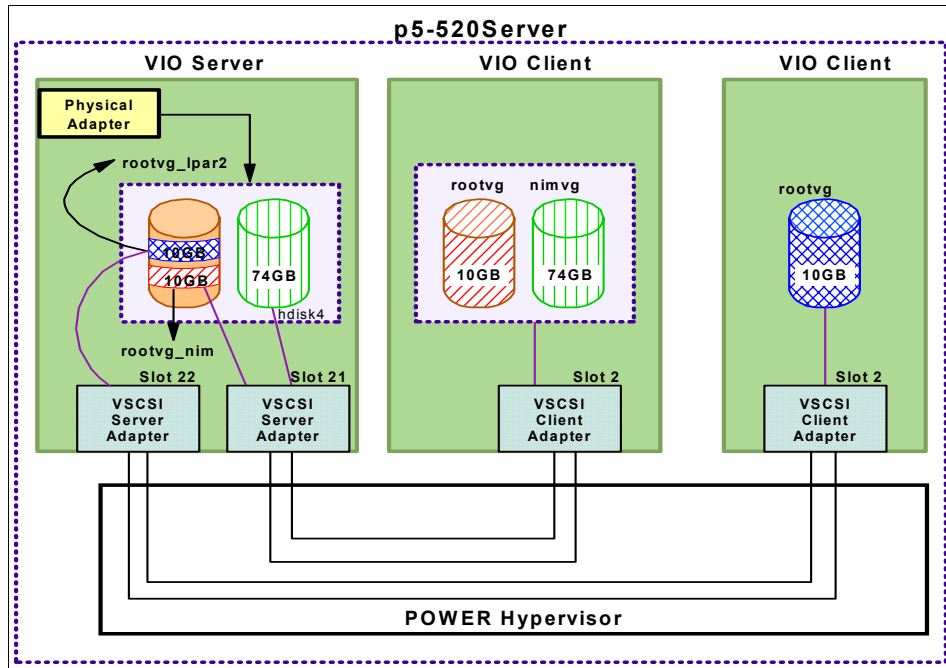 p5-520Server
VIO Server
VIO Client
VIO Client
Physical
Adapter
rootvg_lpar2
rootvg nimvg
rootvg
10GB
10GB
74GB
10GB
74GB
10GB
hdisk4
rootvg_nim
Slot 22
Slot 21
Slot 2
Slot 2
VSCSI
Server
Adapter
VSCSI
Server
Adapter
VSCSI
Client
Adapter
VSCSI
Client
Adapter
POWER Hypervisor